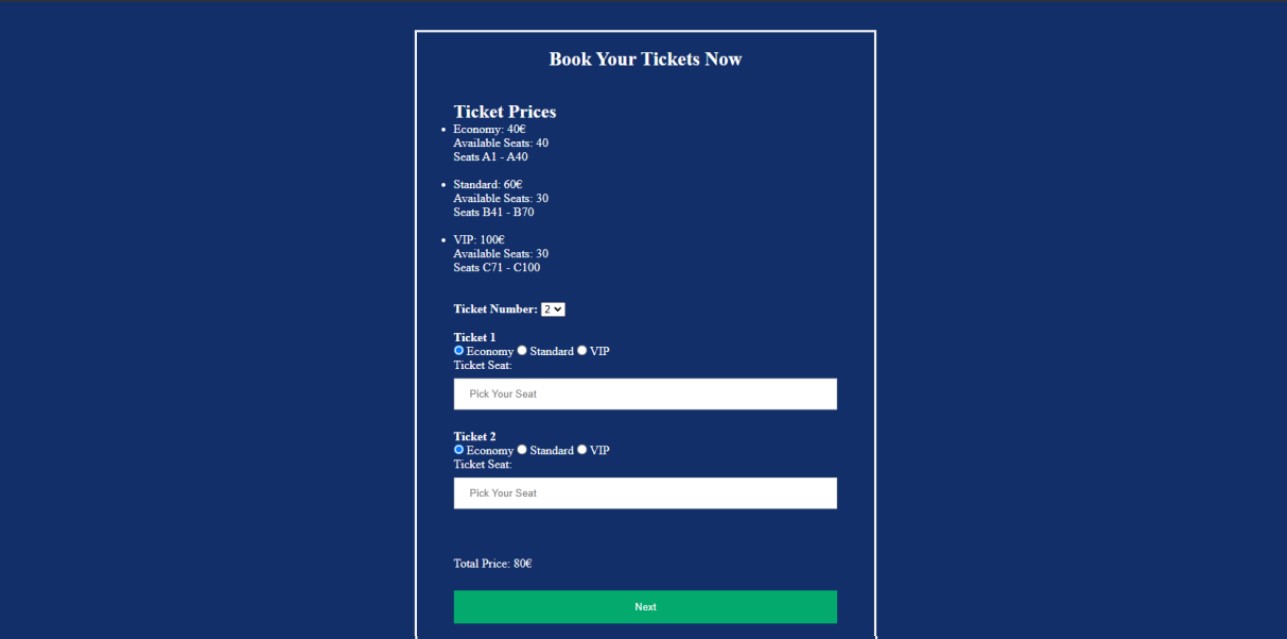 Book Your Tickets Now
Ticket Prices
• Economy: 40€
Available Seats: 40
Seats A1 - A40
• Standard: 60€
Available Seats: 30
Seats B41 - B70
• VIP: 100€
Available Seats: 30
Seats C71 - C100
Ticket Number: 2
Ticket 1
Economy Standard VIP
Ticket Seat:
Pick Your Seat
Ticket 2
Economy Standard VIP
Ticket Seat:
Pick Your Seat
Total Price: 80€
Next